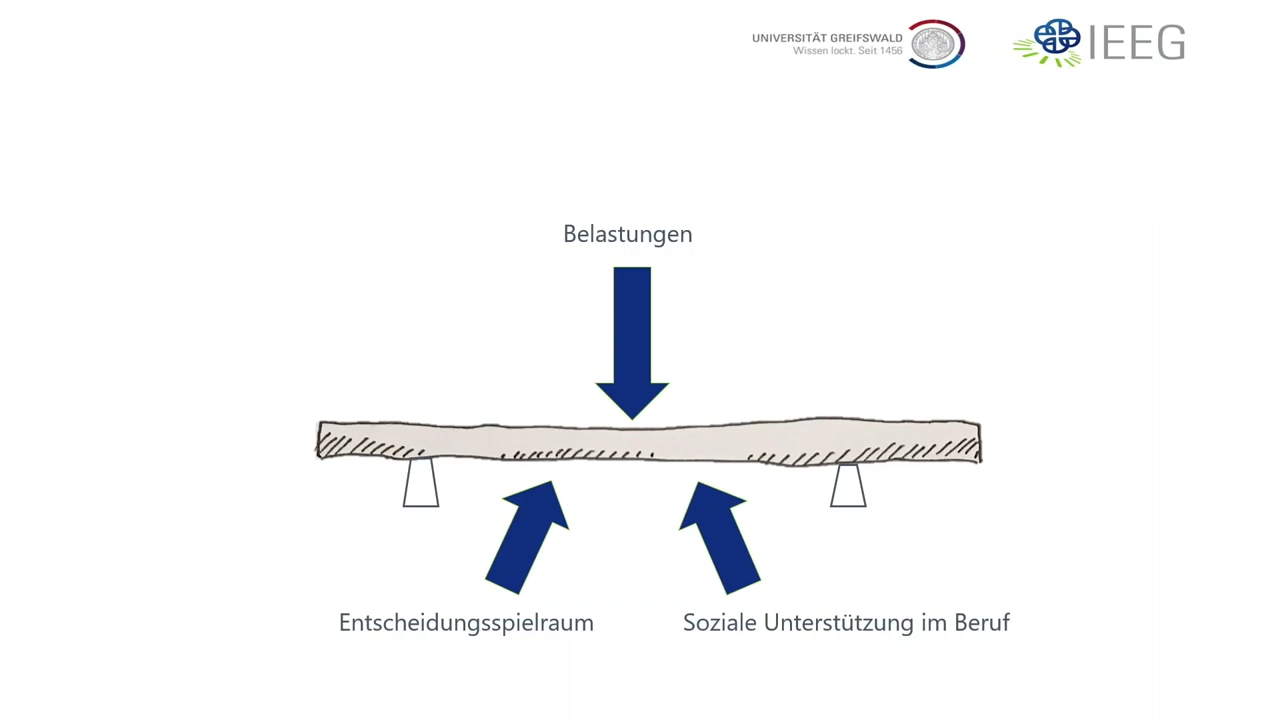 UNIVERSITÄT GREIFSWALD
Wissen lockt. Seit 1456
IEEG
Belastungen
Entscheidungsspielraum
Soziale Unterstützung im Beruf